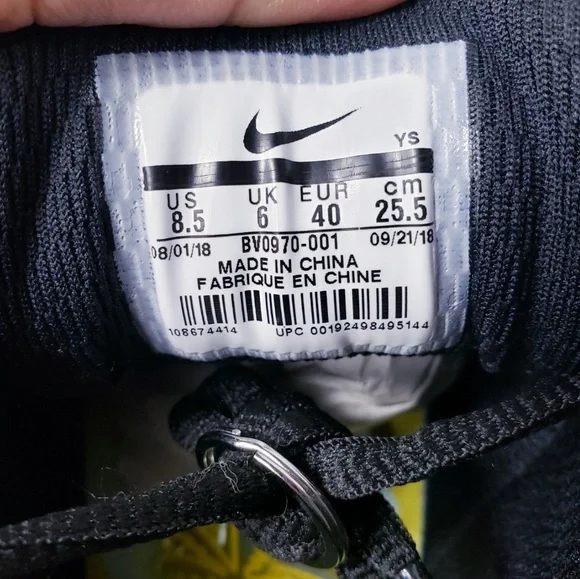 YS
US UK EUR cm
8.5 6 40 25.5
08/01/18 BV0970-001 09/21/18
MADE IN CHINA
FABRIQUE EN CHINE
108674414 UPC 00192498495144